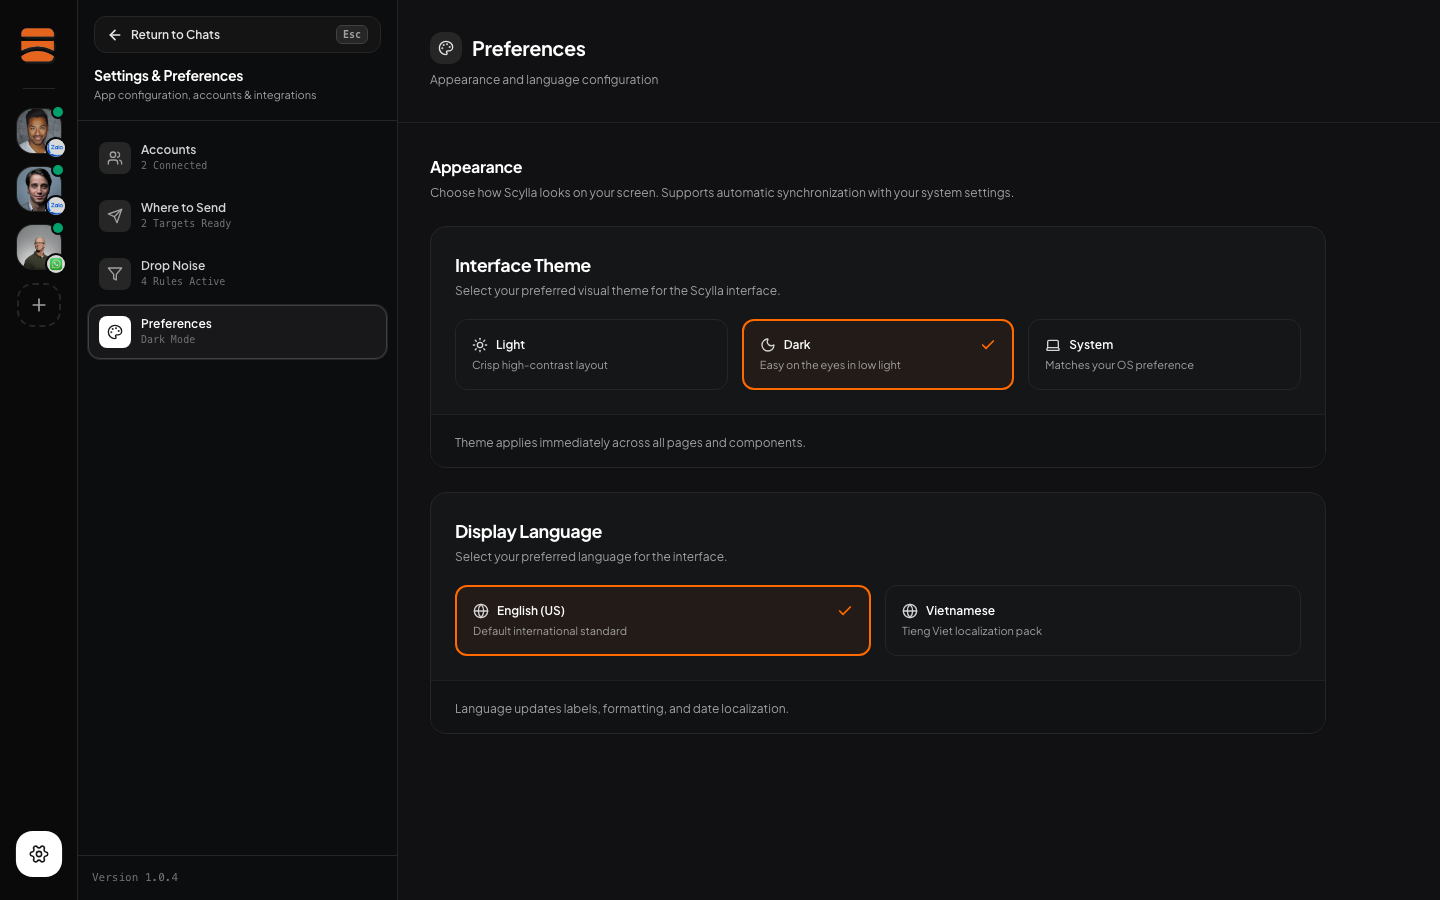 Return to Chats
Esc
Settings & Preferences
App configuration, accounts & integrations
Zalo
Zalo
Accounts
2 Connected
Where to Send
2 Targets Ready
Drop Noise
4 Rules Active
Preferences
Dark Mode
Version 1.0.4
Preferences
Appearance and language configuration
Appearance
Choose how Scylla looks on your screen. Supports automatic synchronization with your system settings.
Interface Theme
Select your preferred visual theme for the Scylla interface.
Light
Crisp high-contrast layout
Dark
Easy on the eyes in low light
System
Matches your OS preference
Theme applies immediately across all pages and components.
Display Language
Select your preferred language for the interface.
English (US)
Default international standard
Vietnamese
Tieng Viet localization pack
Language updates labels, formatting, and date localization.